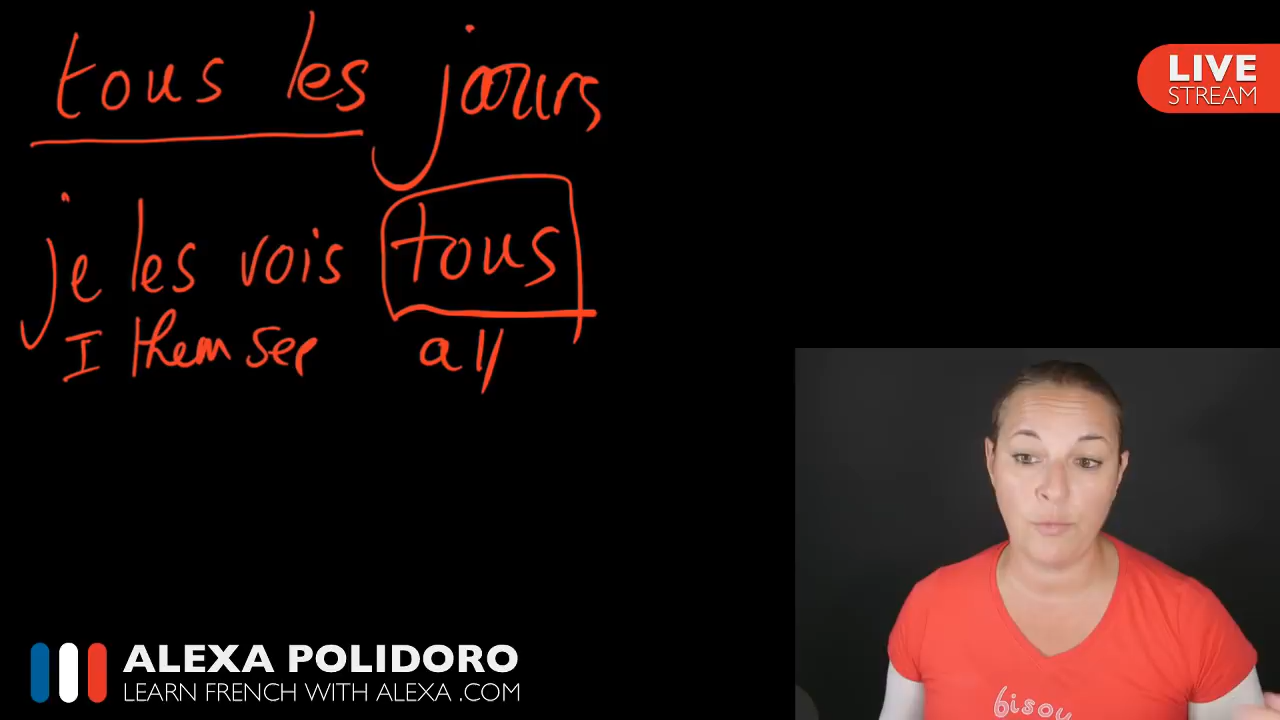 tous les jours
LIVE
STREAM
je les vois tous
I them see all
ALEXA POLIDORO
LEARN FRENCH WITH ALEXA .COM
bisou